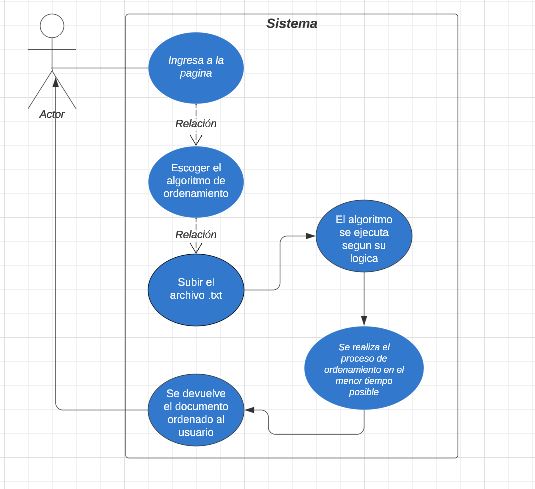 Sistema
Ingresa a la
pagina
Actor
Relación
Escoger el
algoritmo de
ordenamiento
Relación
El algoritmo
se ejecuta
segun su
logica
Subir el
archivo .txt
Se realiza el
proceso de
ordenamiento en el
menor tiempo
posible
Se devuelve
el documento
ordenado al
usuario